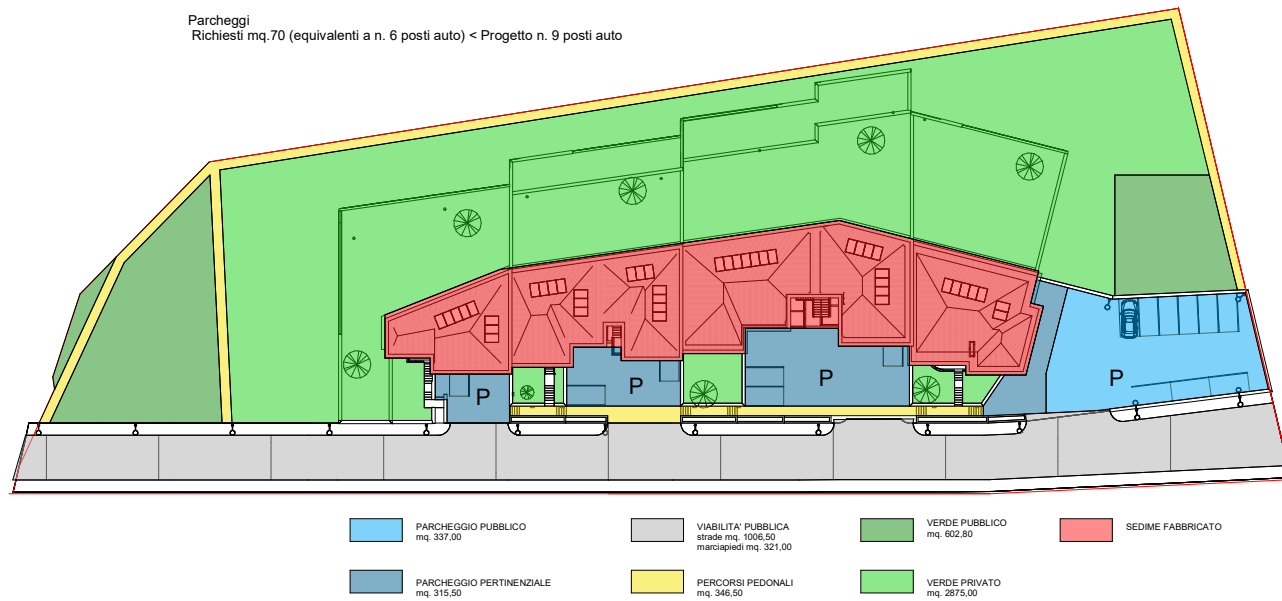 Parcheggi
Richiesti mq.70 (equivalenti a n. 6 posti auto) < Progetto n. 9 posti auto
P
P
P
P
PARCHEGGIO PUBBLICO
mq. 337,00
VIABILITA' PUBBLICA
strade mq. 1006,50
marciapiedi mq. 321,00
VERDE PUBBLICO
mq. 602,80
SEDIME FABBRICATO
PARCHEGGIO PERTINENZIALE
mq. 315,50
PERCORSI PEDONALI
mq. 346,50
VERDE PRIVATO
mq. 2875,00